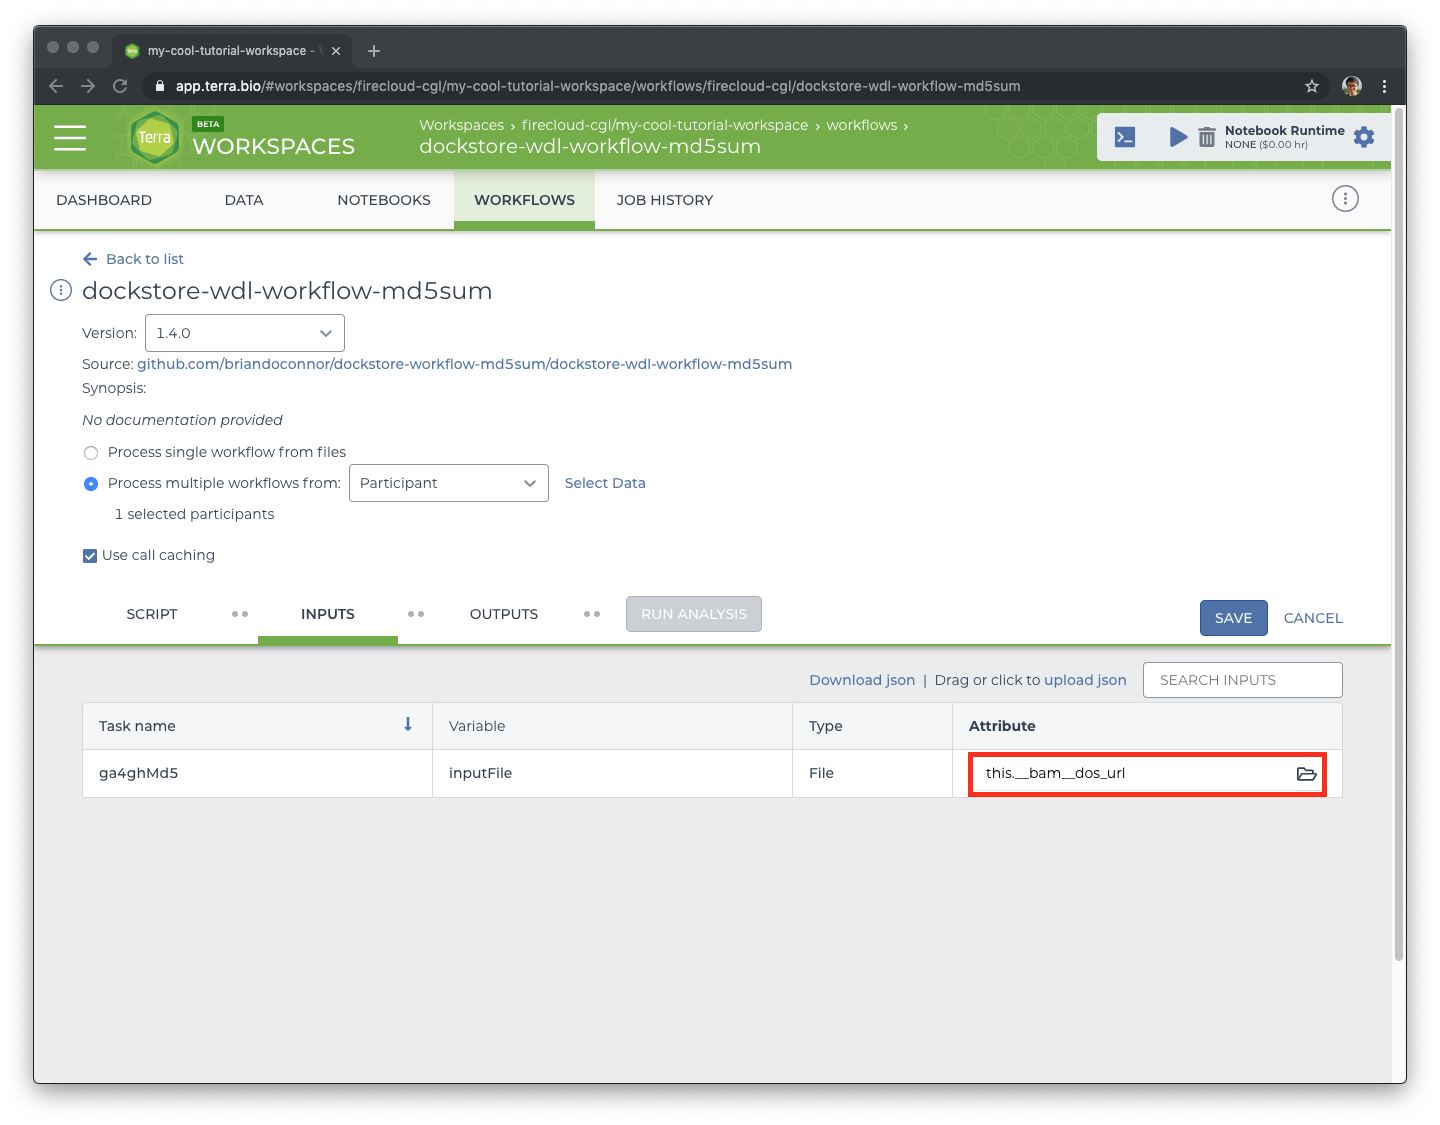 my-cool-tutorial-workspace -
app.terra.bio/#workspaces/firecloud-cgl/my-cool-tutorial-workspace/workflows/firecloud-cgl/dockstore-wdl-workflow-md5sum
Terra
BETA
WORKSPACES
Workspaces › firecloud-cgl/my-cool-tutorial-workspace › workflows ›
dockstore-wdl-workflow-md5sum
Notebook Runtime
NONE ($0.00 hr)
DASHBOARD DATA NOTEBOOKS WORKFLOWS JOB HISTORY
Back to list
dockstore-wdl-workflow-md5sum
Version: 1.4.0
Source: github.com/briandoconnor/dockstore-workflow-md5sum/dockstore-wdl-workflow-md5sum
Synopsis:
No documentation provided
Process single workflow from files
Process multiple workflows from: Participant Select Data
1 selected participants
Use call caching
SCRIPT INPUTS OUTPUTS RUN ANALYSIS SAVE CANCEL
Download json | Drag or click to upload json SEARCH INPUTS
Task name Variable Type Attribute
ga4ghMd5 inputFile File this.__bam__dos_url